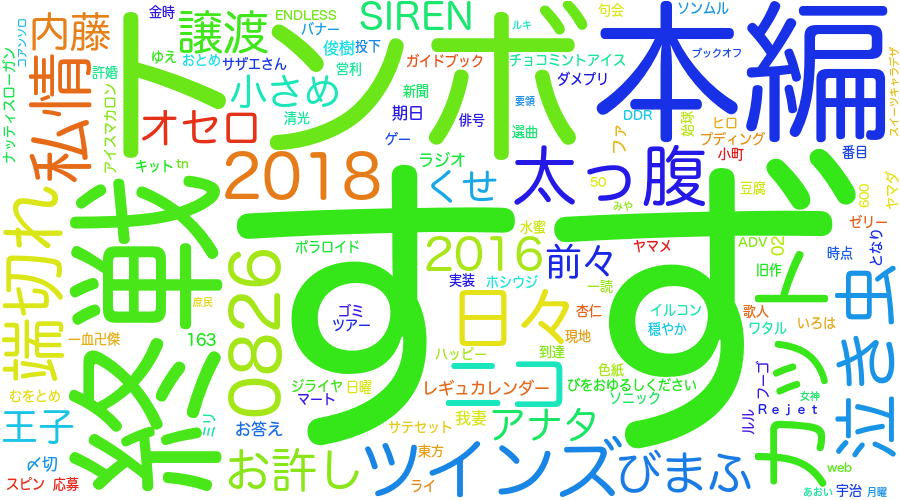 金時
ENDLESS
バナー
ルキ
句会
ソンムル
コアンソロ
ナッティスローガン
内藤
譲渡
SIREN
本編
トンボ
ゆえ
おとめ
サザエさん
俊樹
投下
ガイドブック
チョコミントアイス
ブックオフ
スイーツキャラデザ
許婚
営利
ダメプリ
私情
アイスマカロン
小さめ
清光
新聞
期日
俳号
要領
選曲
DDR
ファ
始球
ヒロ
プディング
小町
番目
オセロ
ゲー
キット
tn
2018
ラジオ
くせ
太っ腹
50
みや
豆腐
600
ヤマダ
終戦
すず
端切れ
水蜜
ゼリー
ポラロイド
2016
前々
ヤマメ
ADV
02
旧作
時点
となり
0826
実装
ホシウジ
一読
庶民
ゴミ
ツアー
日々
杏仁
イルコン
歌人
カット
泣き虫
一血卍傑
163
現地
穏やか
ワタル
いろは
ハッピー
到達
ニコ
むをとめ
ジライヤ
日曜
マート
レギュカレンダー
色紙
びをおゆるしください
ソニック
フーゴ
女神
Rejet
ルル
王子
ミリ
お答え
サテセット
我妻
アナタ
〆切
お許し
東方
ツインズ
びまふ
web
スピン
応募
ライ
あおい
宇治
月曜